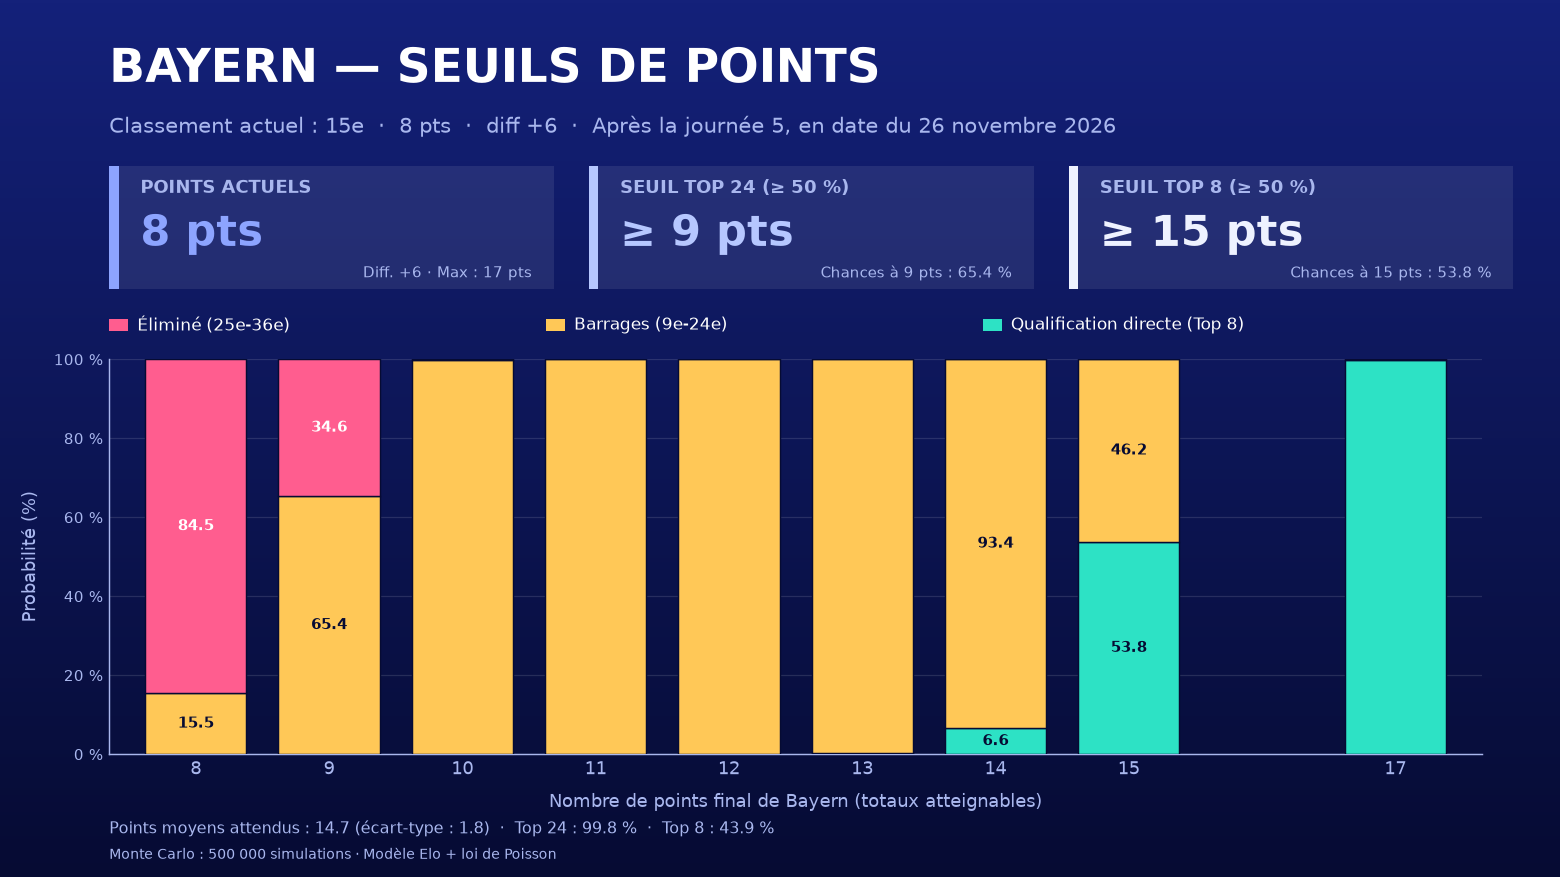 BAYERN — SEUILS DE POINTS
Classement actuel : 15e · 8 pts · diff +6 · Après la journée 5, en date du 26 novembre 2026
POINTS ACTUELS
8 pts
Diff. +6 · Max : 17 pts
SEUIL TOP 24 (≥ 50 %)
≥ 9 pts
Chances à 9 pts : 65.4 %
SEUIL TOP 8 (≥ 50 %)
≥ 15 pts
Chances à 15 pts : 53.8 %
Éliminé (25e-36e)
Barrages (9e-24e)
Qualification directe (Top 8)
Probabilité (%)
100 %
80 %
60 %
40 %
20 %
0 %
84.5
15.5
34.6
65.4
93.4
6.6
46.2
53.8
8 9 10 11 12 13 14 15 17
Nombre de points final de Bayern (totaux atteignables)
Points moyens attendus : 14.7 (écart-type : 1.8) · Top 24 : 99.8 % · Top 8 : 43.9 %
Monte Carlo : 500 000 simulations · Modèle Elo + loi de Poisson